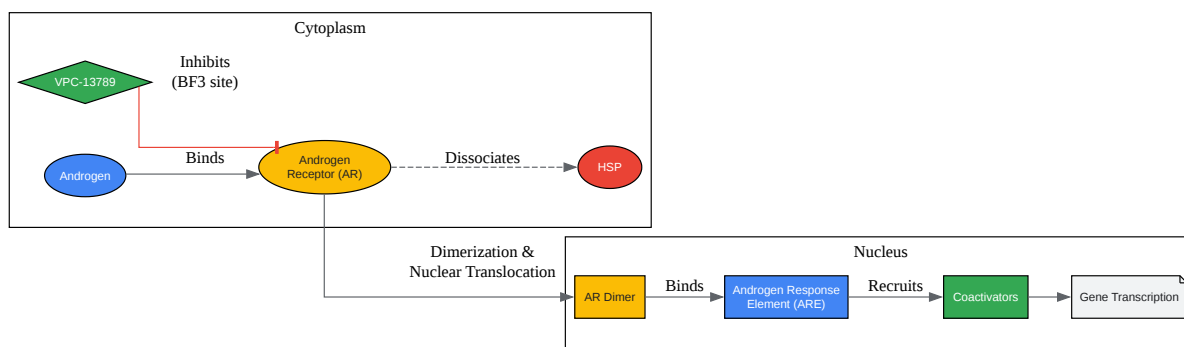 Cytoplasm
VPC-13789
Inhibits
(BF3 site)
Androgen
Binds
Androgen
Receptor (AR)
Dissociates
HSP
Dimerization &
Nuclear Translocation
Nucleus
AR Dimer
Binds
Androgen Response
Element (ARE)
Recruits
Coactivators
Gene Transcription